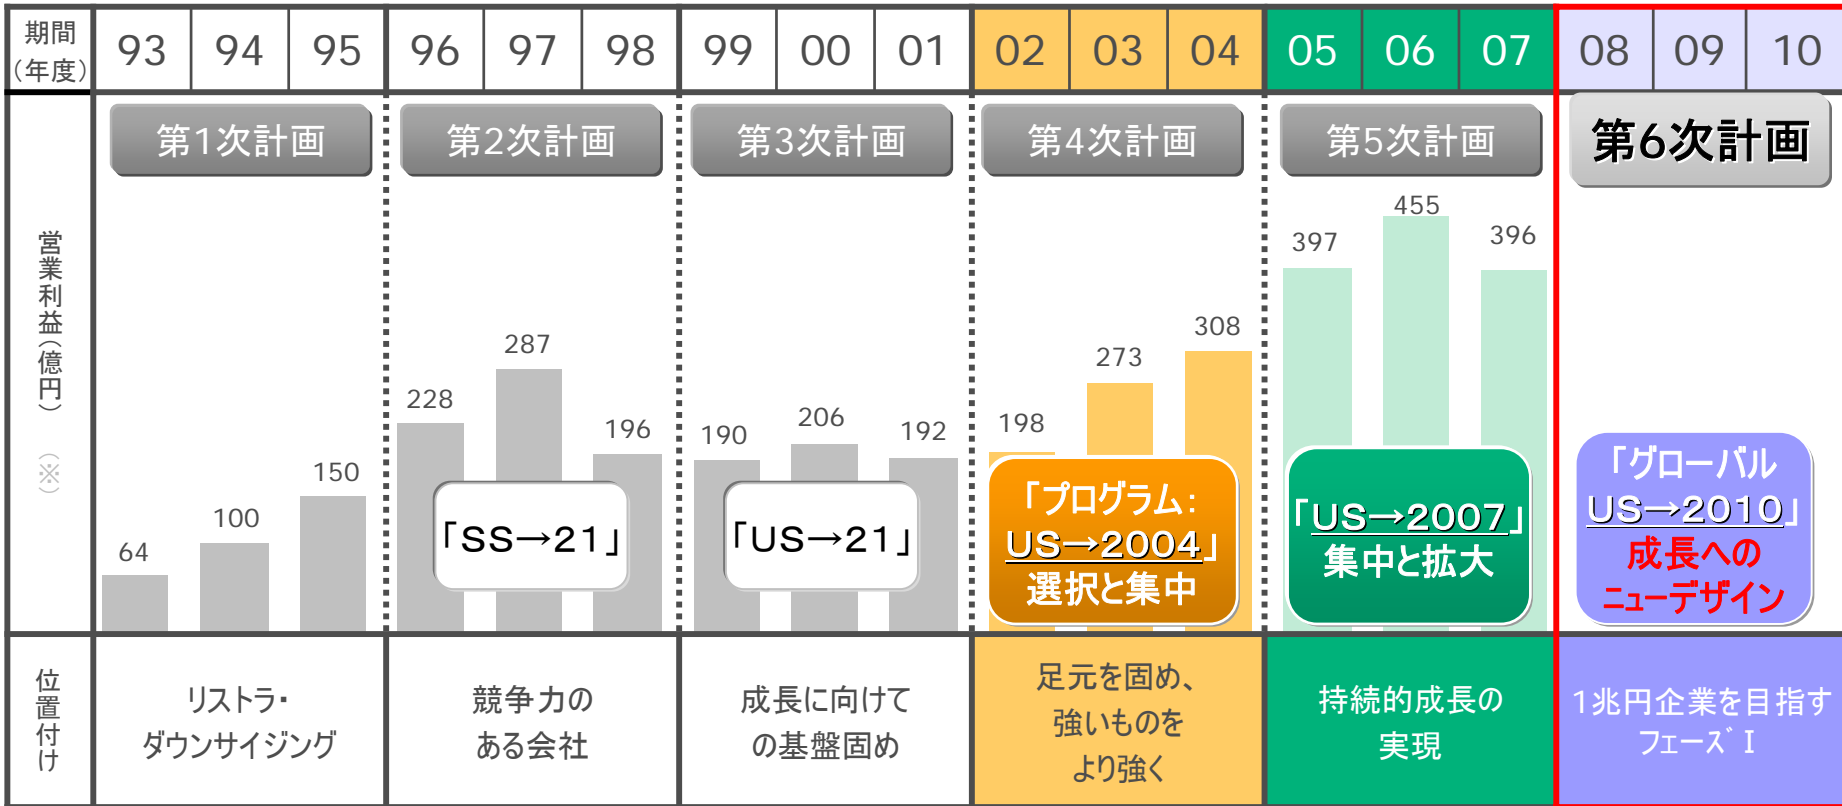 期間
(年度)
93 94 95 96 97 98 99 00 01 02 03 04 05 06 07 08 09 10
第1次計画 第2次計画 第3次計画 第4次計画 第5次計画 第6次計画
営業利益(億円) (※)
64 100 150
228 287 196
190 206 192
198 273 308
397 455 396
「SS→21」
「US→21」
「プログラム:
US→2004」
選択と集中
「US→2007」
集中と拡大
「グローバル
US→2010」
成長への
ニューデザイン
位置付け
リストラ・
ダウンサイジング
競争力の
ある会社
成長に向けて
の基盤固め
足元を固め、
強いものを
より強く
持続的成長の
実現
1兆円企業を目指す
フェーズⅠ